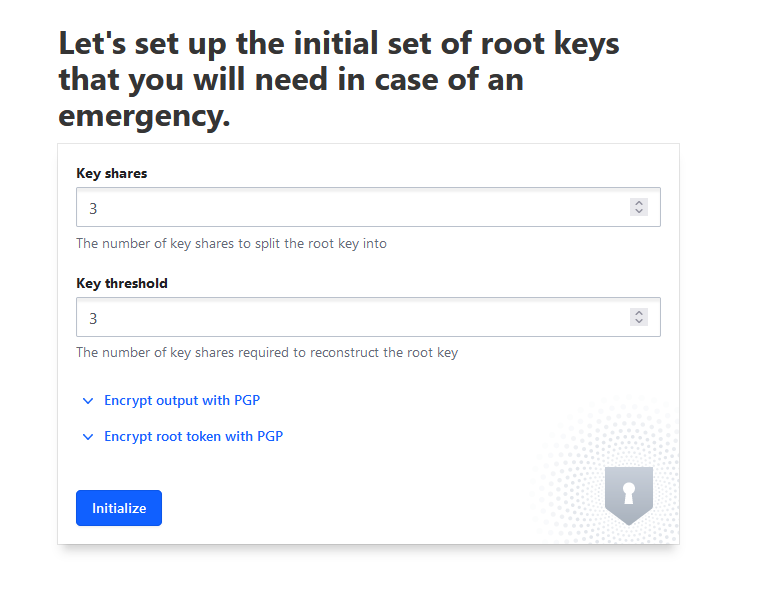 Let's set up the initial set of root keys
that you will need in case of an
emergency.
Key shares
3
The number of key shares to split the root key into
Key threshold
3
The number of key shares required to reconstruct the root key
Encrypt output with PGP
Encrypt root token with PGP
Initialize